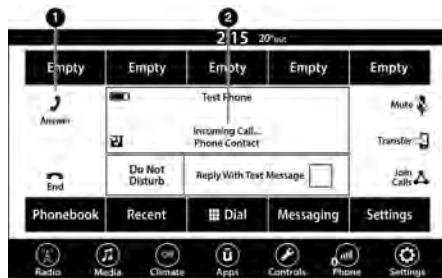 1 2
2:15 20°out
Empty Empty Empty Empty Empty
Test Phone
Answer
Mute
Incoming Call...
Phone Contact
Transfer
End
Do Not Disturb
Reply With Text Message
Join Calls
Phonebook Recent Dial Messaging Settings
Off
Radio Media Climate Apps Controls Phone Settings